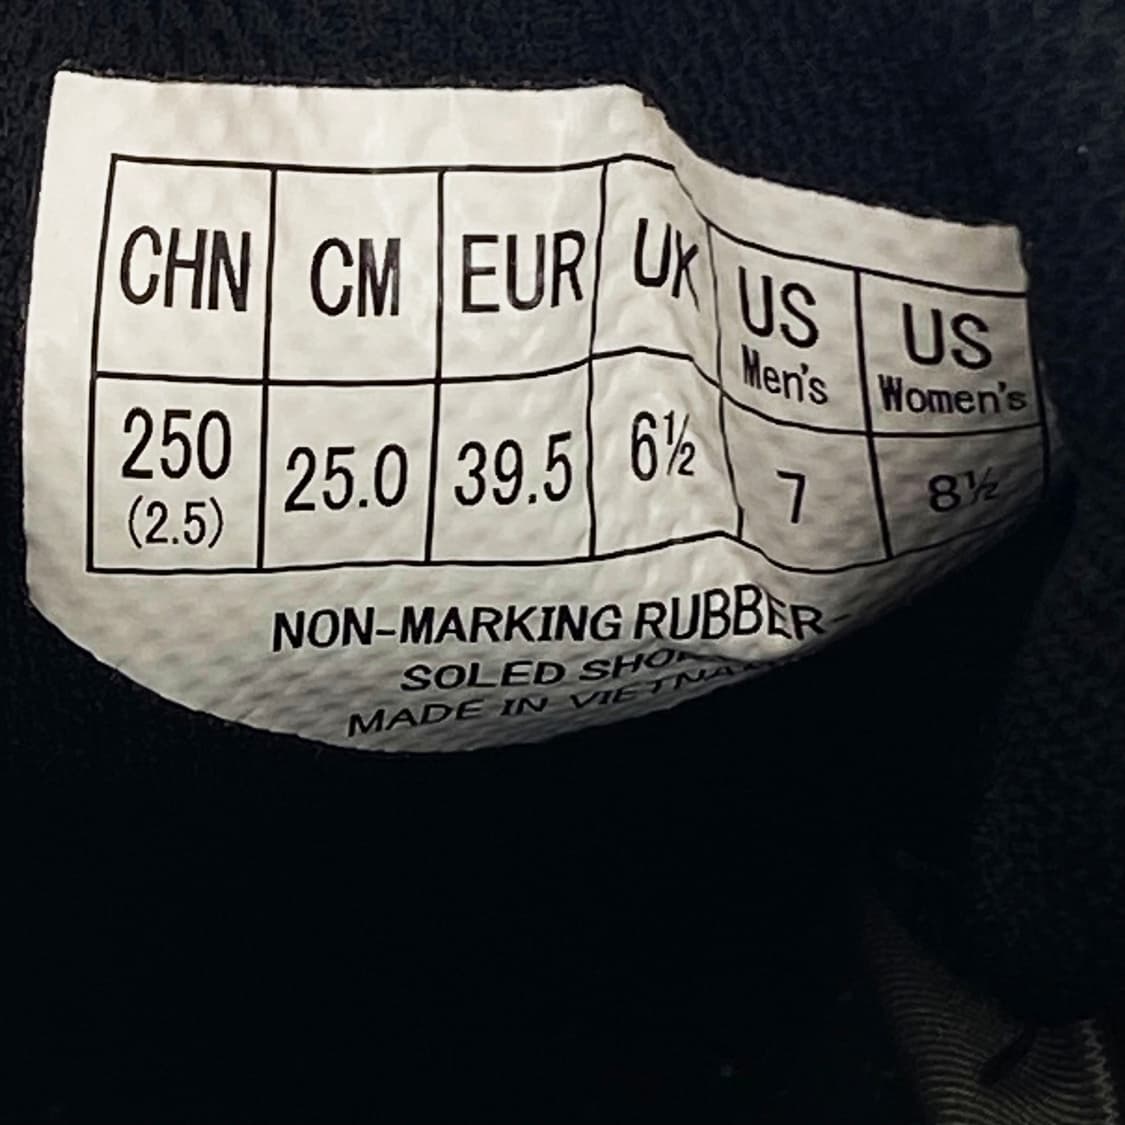 CHN CM EUR UK US Men's US Women's
250 (2.5) 25.0 39.5 6½ 7 8½
NON-MARKING RUBBER-
SOLED
MADE IN